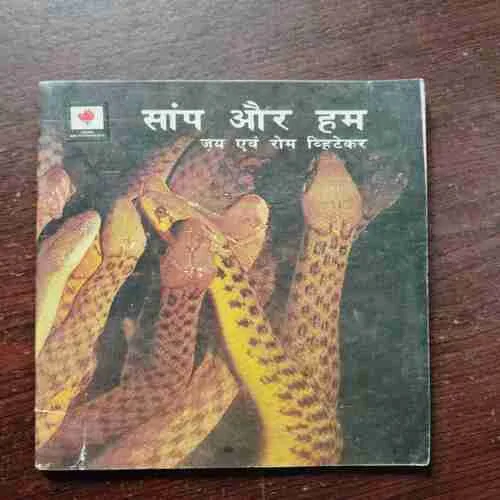 सांप और हम
जय एवं रोम व्हिटेकर